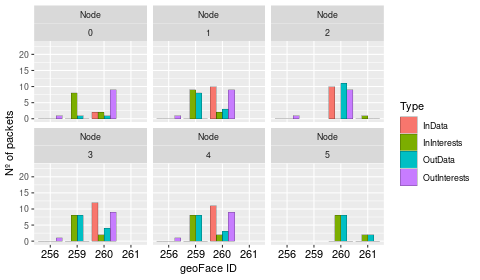 Node Node Node
0 1 2
20
15
10
5
0
Node Node Node
3 4 5
20
15
10
5
0
256 259 260 261 256 259 260 261 256 259 260 261
geoFace ID
Nº of packets
Type
InData
InInterests
OutData
OutInterests